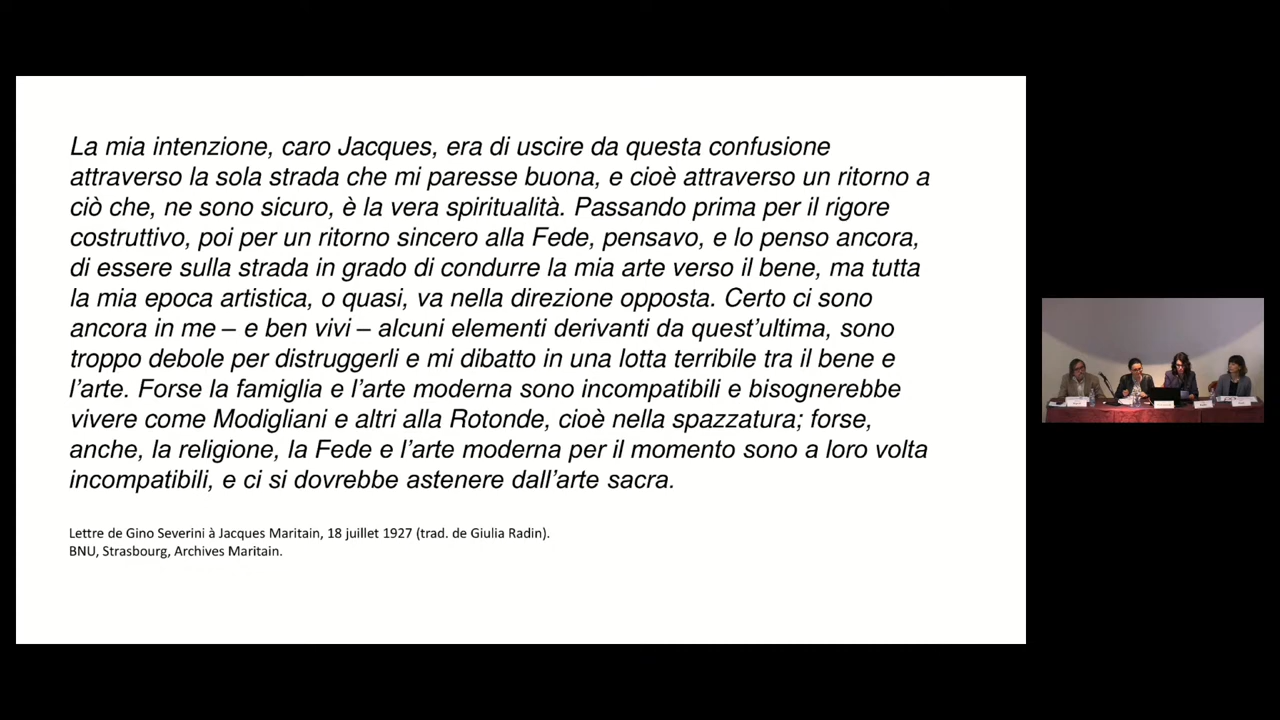 La mia intenzione, caro Jacques, era di uscire da questa confusione
attraverso la sola strada che mi paresse buona, e cioè attraverso un ritorno a
ciò che, ne sono sicuro, è la vera spiritualità. Passando prima per il rigore
costruttivo, poi per un ritorno sincero alla Fede, pensavo, e lo penso ancora,
di essere sulla strada in grado di condurre la mia arte verso il bene, ma tutta
la mia epoca artistica, o quasi, va nella direzione opposta. Certo ci sono
ancora in me – e ben vivi – alcuni elementi derivanti da quest’ultima, sono
troppo debole per distruggerli e mi dibatto in una lotta terribile tra il bene e
l’arte. Forse la famiglia e l’arte moderna sono incompatibili e bisognerebbe
vivere come Modigliani e altri alla Rotonde, cioè nella spazzatura; forse,
anche, la religione, la Fede e l’arte moderna per il momento sono a loro volta
incompatibili, e ci si dovrebbe astenere dall’arte sacra.
Lettre de Gino Severini à Jacques Maritain, 18 juillet 1927 (trad. de Giulia Radin).
BNU, Strasbourg, Archives Maritain.